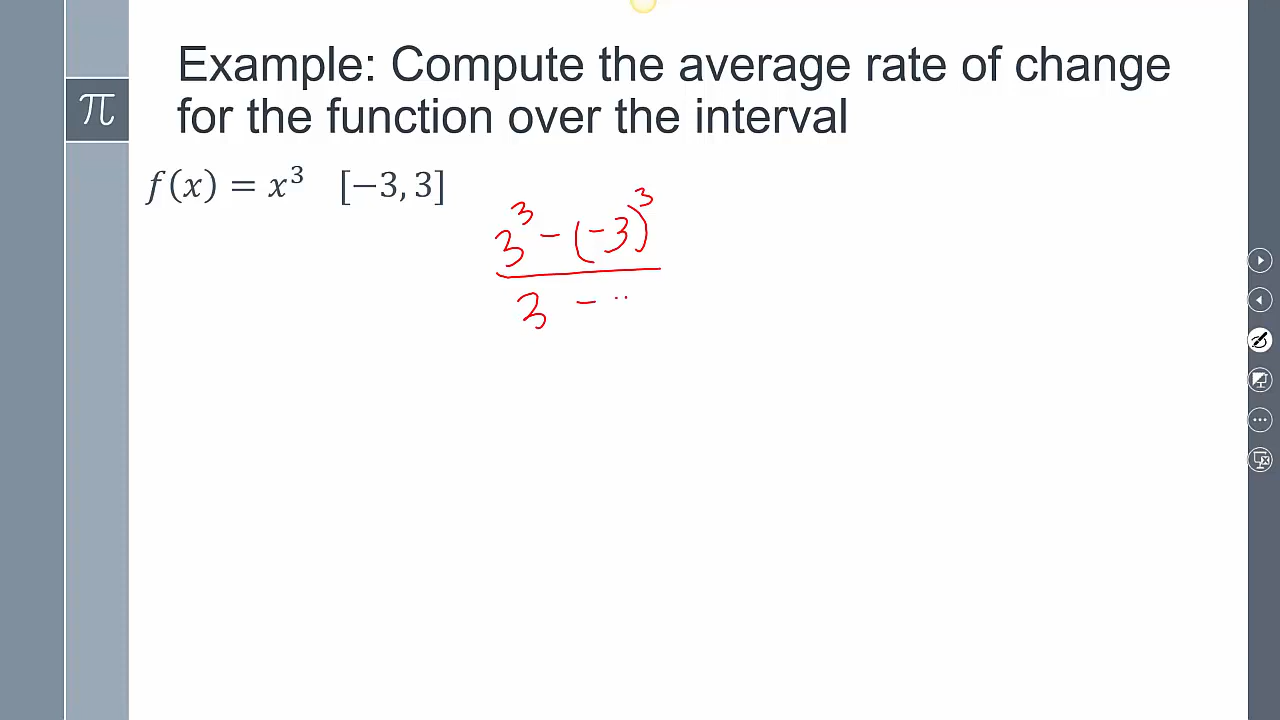 Example: Compute the average rate of change
for the function over the interval
π
f(x) = x³ [−3, 3]
3³ - (-3)³
3 -